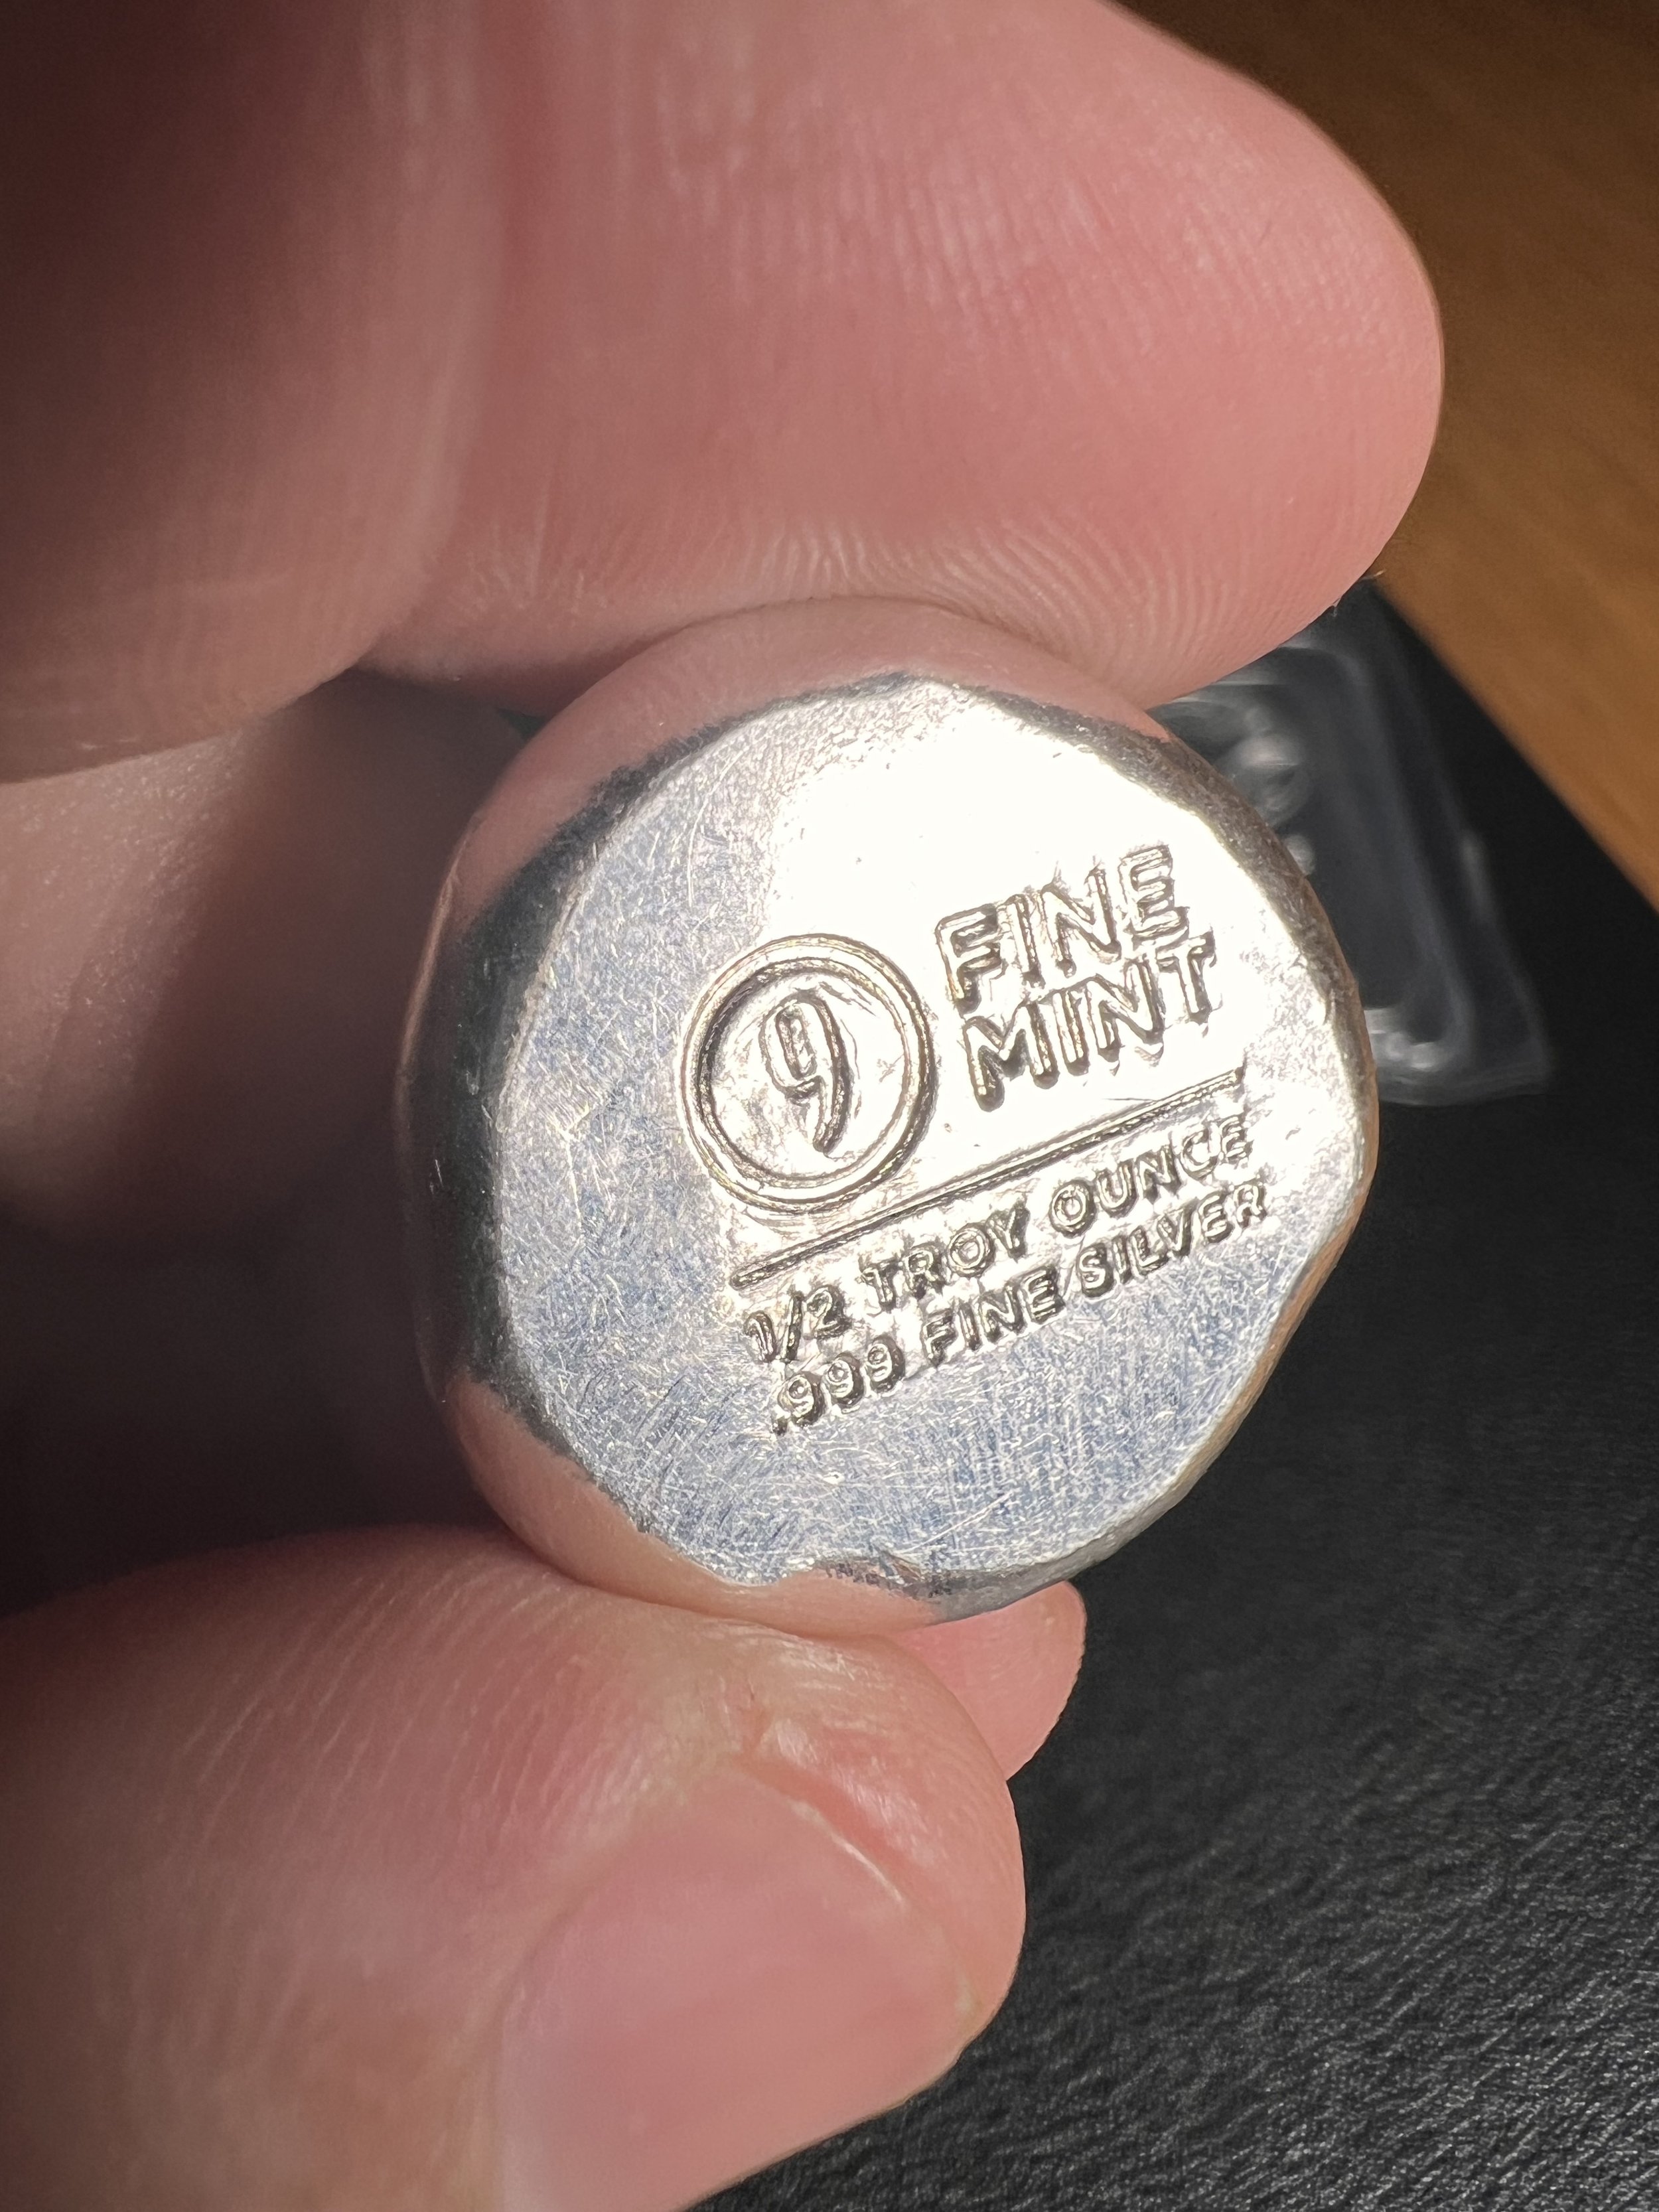 9
FINE
MINT
1/2 TROY OUNCE
.999 FINE SILVER